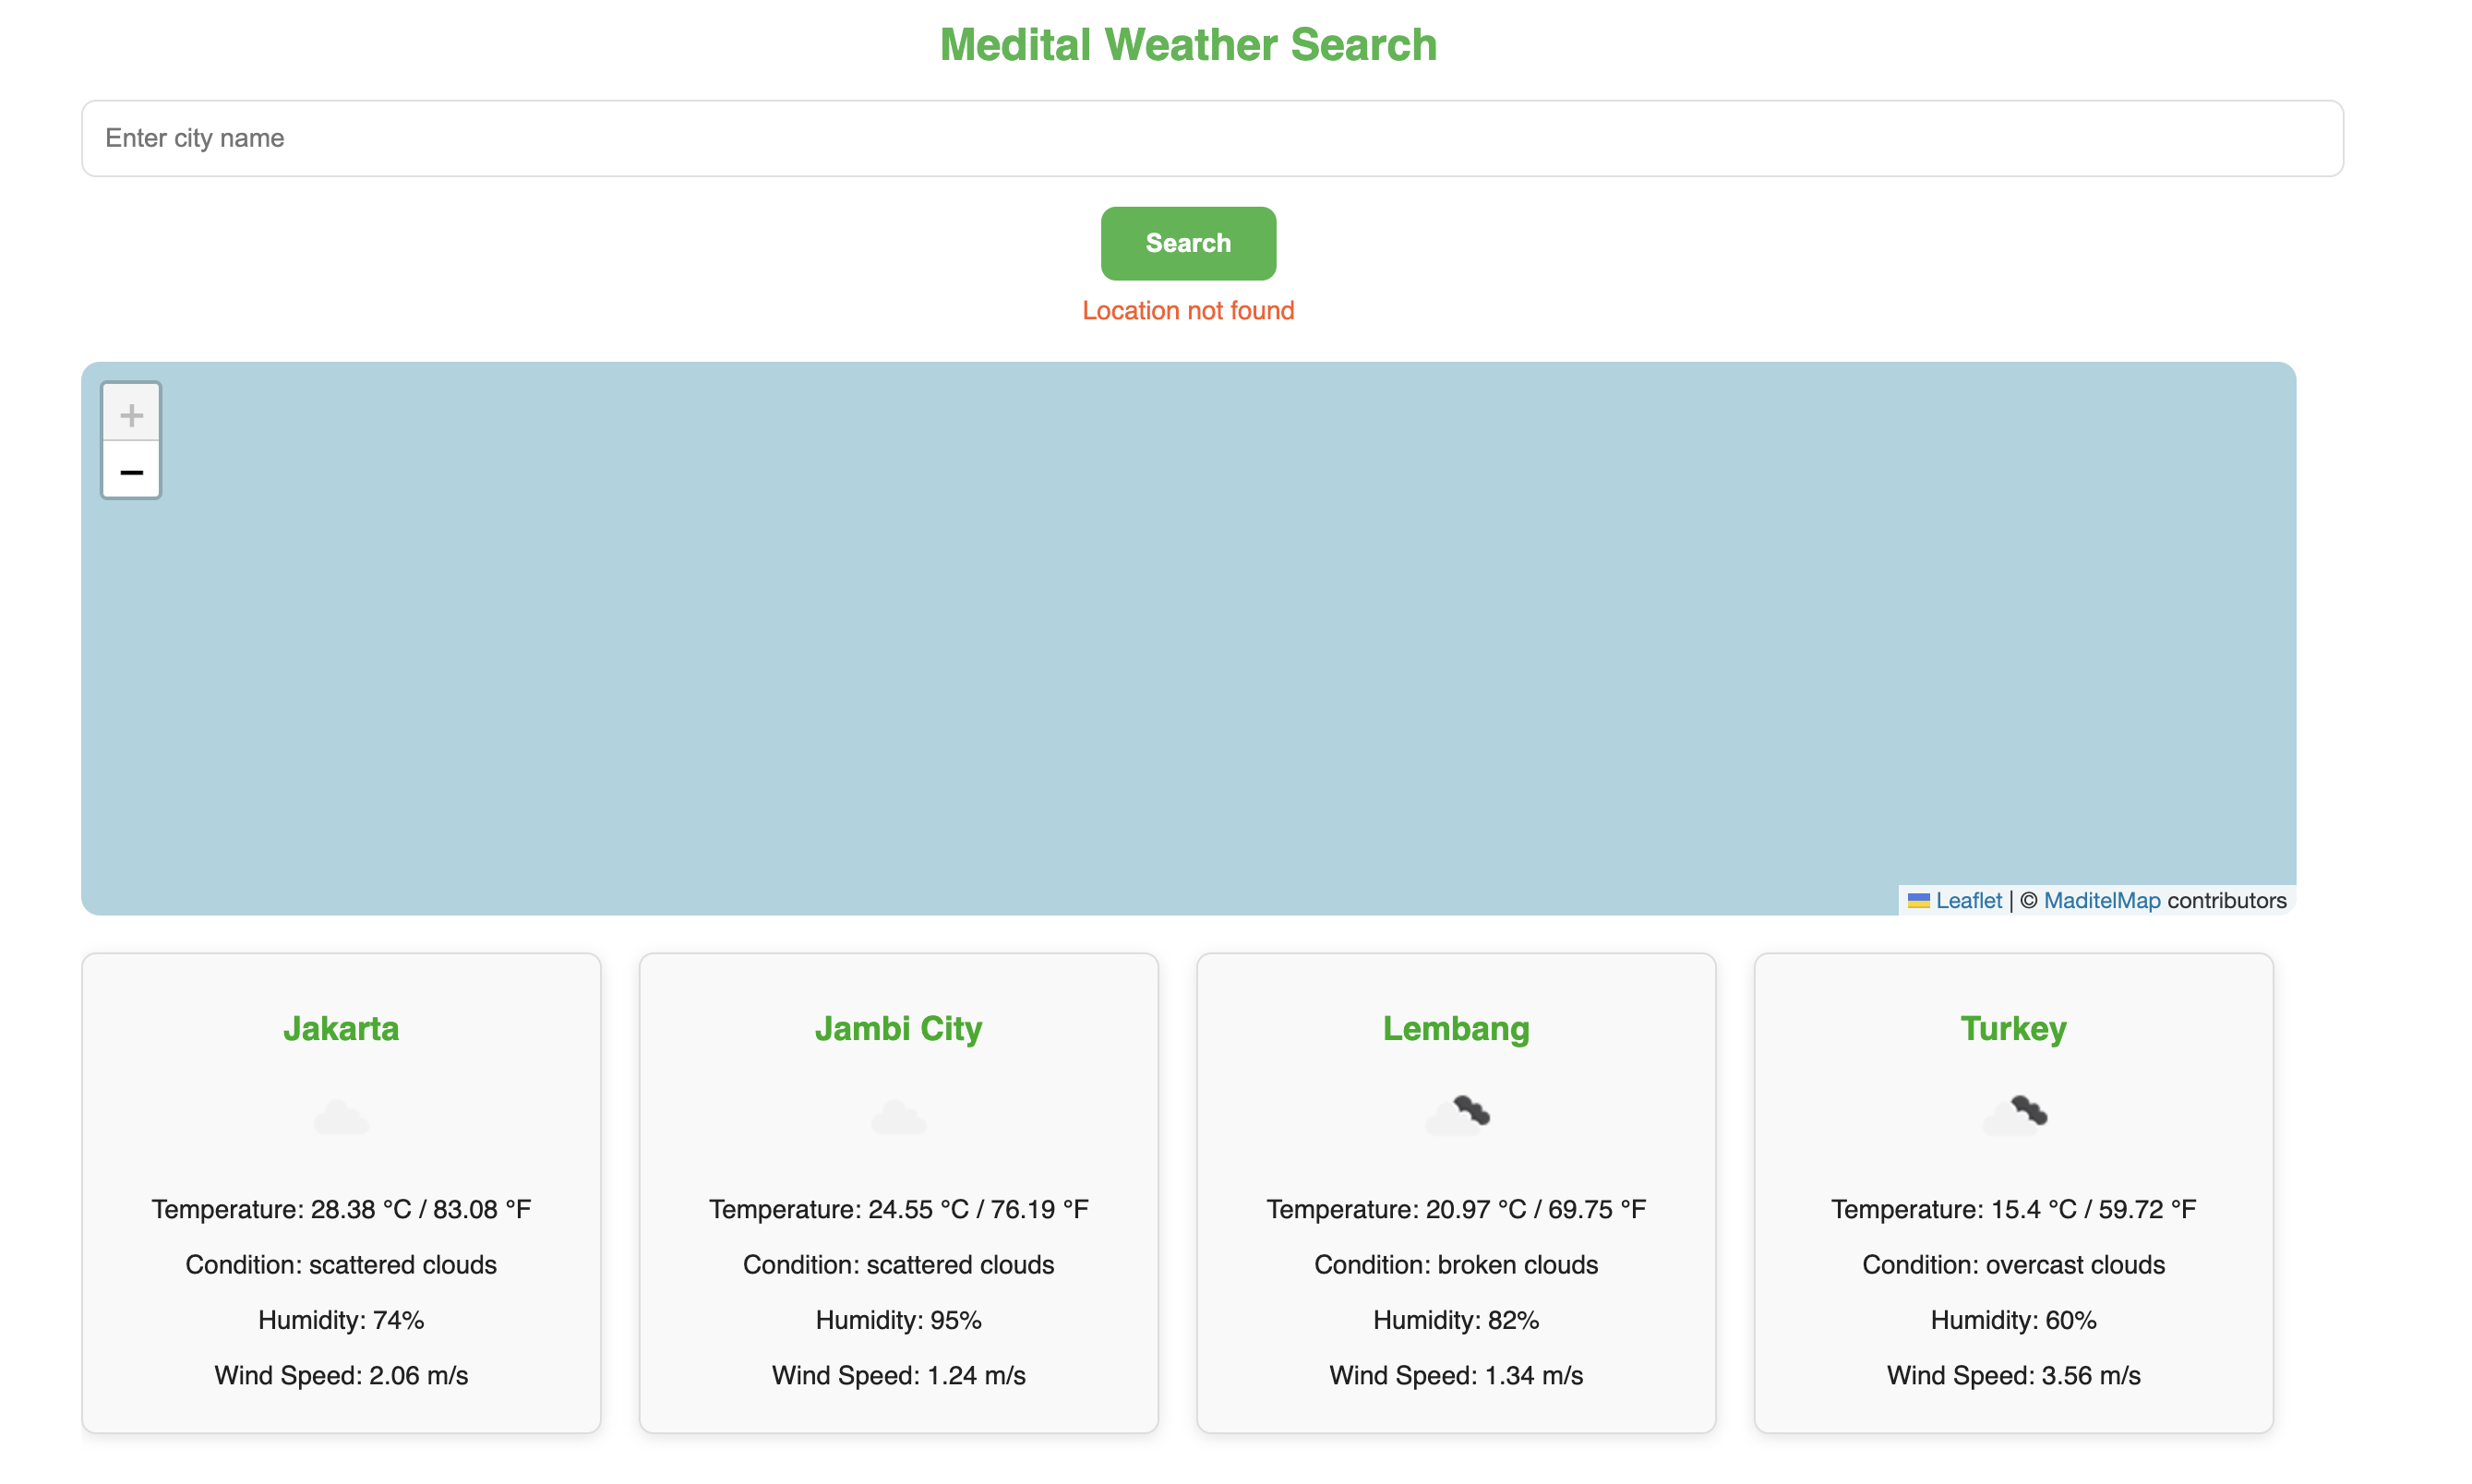 Medital Weather Search
Enter city name
Search
Location not found
+
−
Leaflet | © MaditelMap contributors
Jakarta
Temperature: 28.38 °C / 83.08 °F
Condition: scattered clouds
Humidity: 74%
Wind Speed: 2.06 m/s
Jambi City
Temperature: 24.55 °C / 76.19 °F
Condition: scattered clouds
Humidity: 95%
Wind Speed: 1.24 m/s
Lembang
Temperature: 20.97 °C / 69.75 °F
Condition: broken clouds
Humidity: 82%
Wind Speed: 1.34 m/s
Turkey
Temperature: 15.4 °C / 59.72 °F
Condition: overcast clouds
Humidity: 60%
Wind Speed: 3.56 m/s